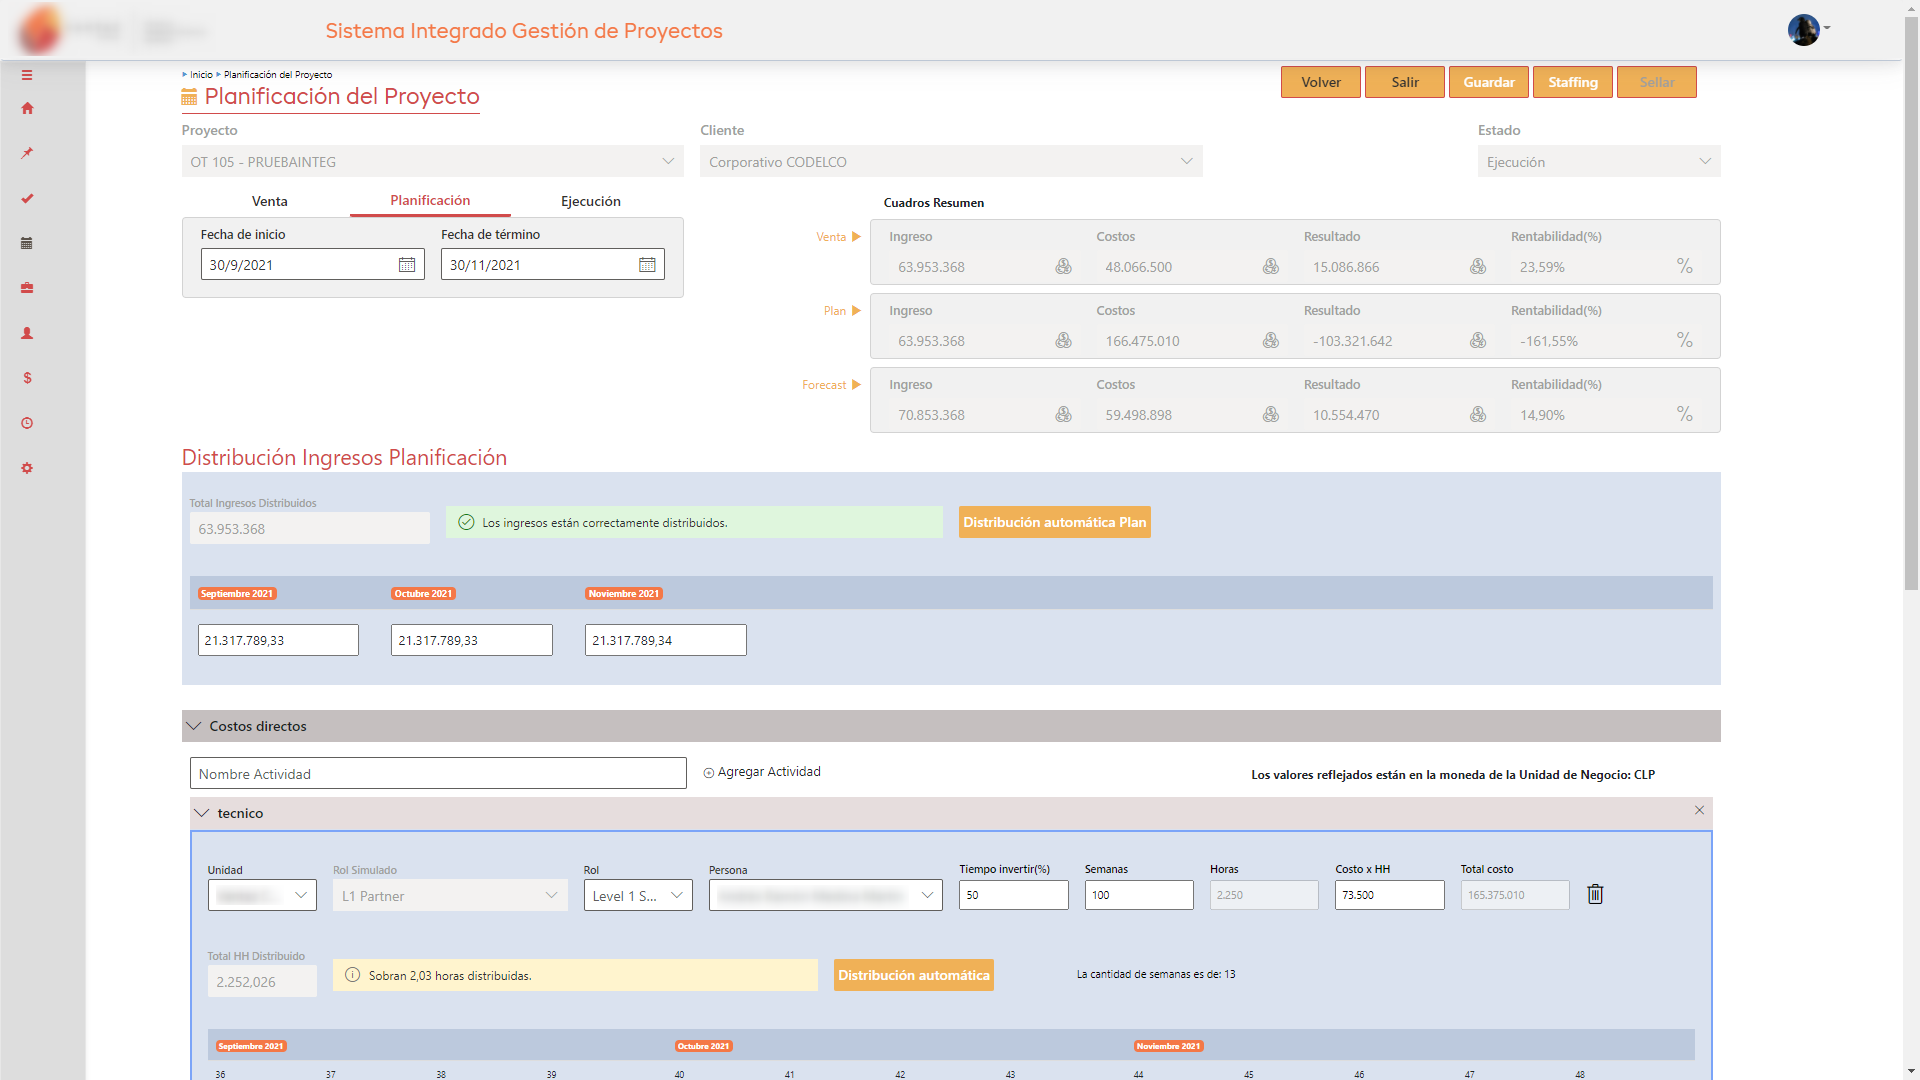 Sistema Integrado Gestión de Proyectos
Inicio Planificación del Proyecto
Planificación del Proyecto
Volver Salir Guardar Staffing Sellar
Proyecto Cliente Estado
OT 105 - PRUEBAINTEG Corporativo CODELCO Ejecución
Venta Planificación Ejecución
Fecha de inicio Fecha de término
30/9/2021 30/11/2021
Cuadros Resumen
Venta Ingreso Costos Resultado Rentabilidad(%)
63.953.368 48.066.500 15.086.866 23,59% %
Plan Ingreso Costos Resultado Rentabilidad(%)
63.953.368 166.475.010 -103.321.642 -161,55% %
Forecast Ingreso Costos Resultado Rentabilidad(%)
70.853.368 59.498.898 10.554.470 14,90% %
Distribución Ingresos Planificación
Total Ingresos Distribuidos
63.953.368 Los ingresos están correctamente distribuidos. Distribución automática Plan
Septiembre 2021 Octubre 2021 Noviembre 2021
21.317.789,33 21.317.789,33 21.317.789,34
Costos directos
Nombre Actividad Agregar Actividad Los valores reflejados están en la moneda de la Unidad de Negocio: CLP
tecnico
Unidad Rol Simulado Rol Persona Tiempo invertir(%) Semanas Horas Costo x HH Total costo
L1 Partner Level 1 S... 50 100 2.250 73.500 165.375.010
Total HH Distribuido
2.252,026 Sobran 2,03 horas distribuidas. Distribución automática La cantidad de semanas es de: 13
Septiembre 2021 Octubre 2021 Noviembre 2021
36 37 38 39 40 41 42 43 44 45 46 47 48